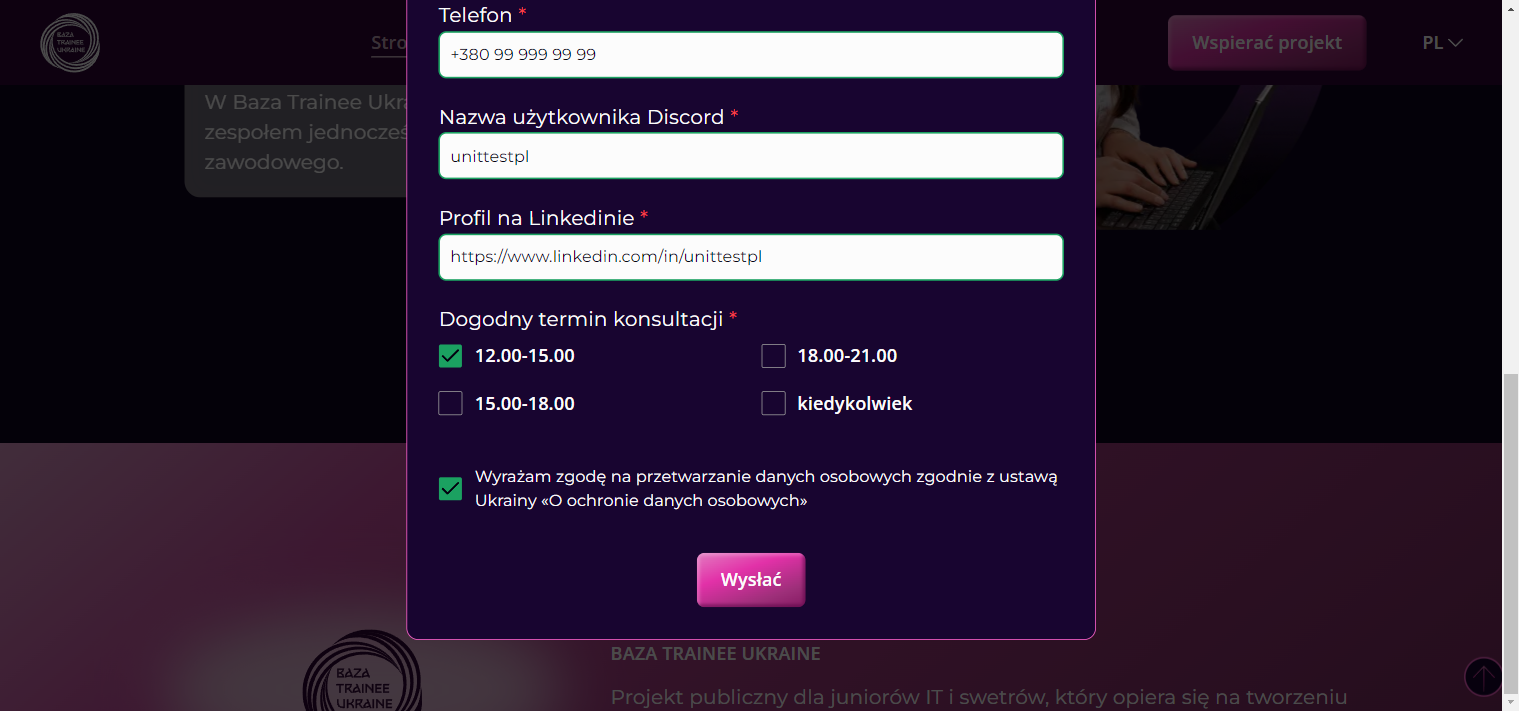 BAZA
TRAINEE
UKRAINE
Stro
Wspierać projekt
PL
W Baza Trainee Ukra
zespołem jednocześ
zawodowego.
Telefon *
+380 99 999 99 99
Nazwa użytkownika Discord *
unittestpl
Profil na Linkedinie *
https://www.linkedin.com/in/unittestpl
Dogodny termin konsultacji *
12.00-15.00
18.00-21.00
15.00-18.00
kiedykolwiek
Wyrażam zgodę na przetwarzanie danych osobowych zgodnie z ustawą
Ukrainy «O ochronie danych osobowych»
Wysłać
BAZA
TRAINEE
UKRAINE
BAZA TRAINEE UKRAINE
Projekt publiczny dla juniorów IT i swetrów, który opiera się na tworzeniu